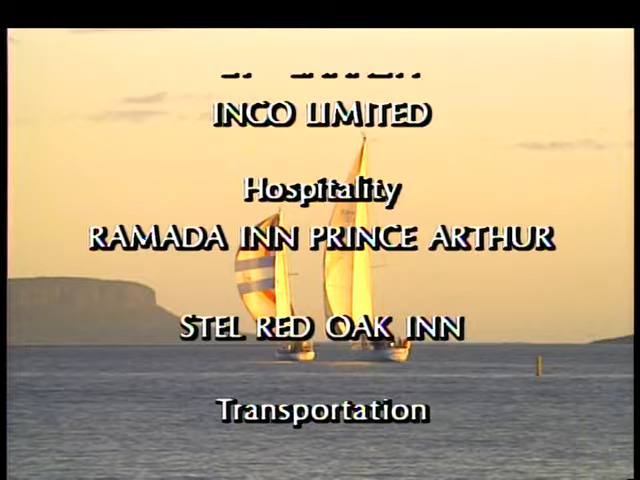 INCO LIMITED
Hospitality
RAMADA INN PRINCE ARTHUR
STEL RED OAK INN
Transportation